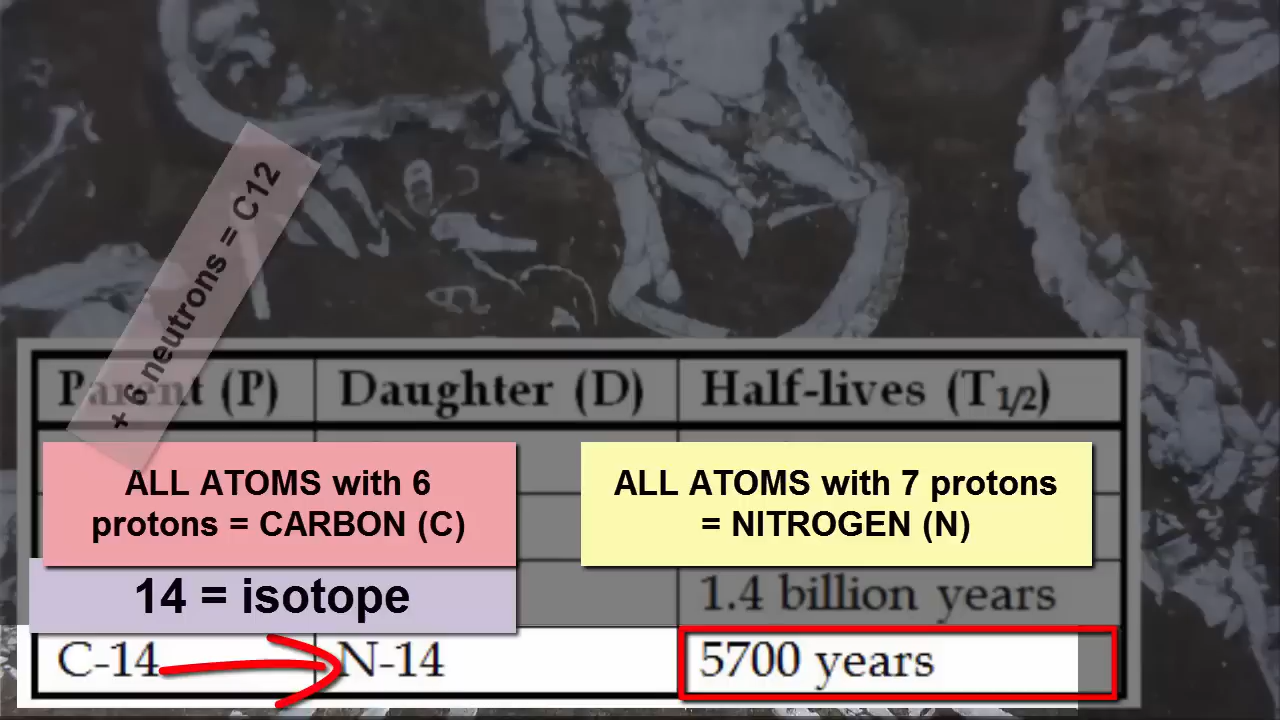 + 6 neutrons = C12
Parent (P) Daughter (D) Half-lives (T1/2)
ALL ATOMS with 6
protons = CARBON (C)
ALL ATOMS with 7 protons
= NITROGEN (N)
14 = isotope
1.4 billion years
C-14 N-14 5700 years